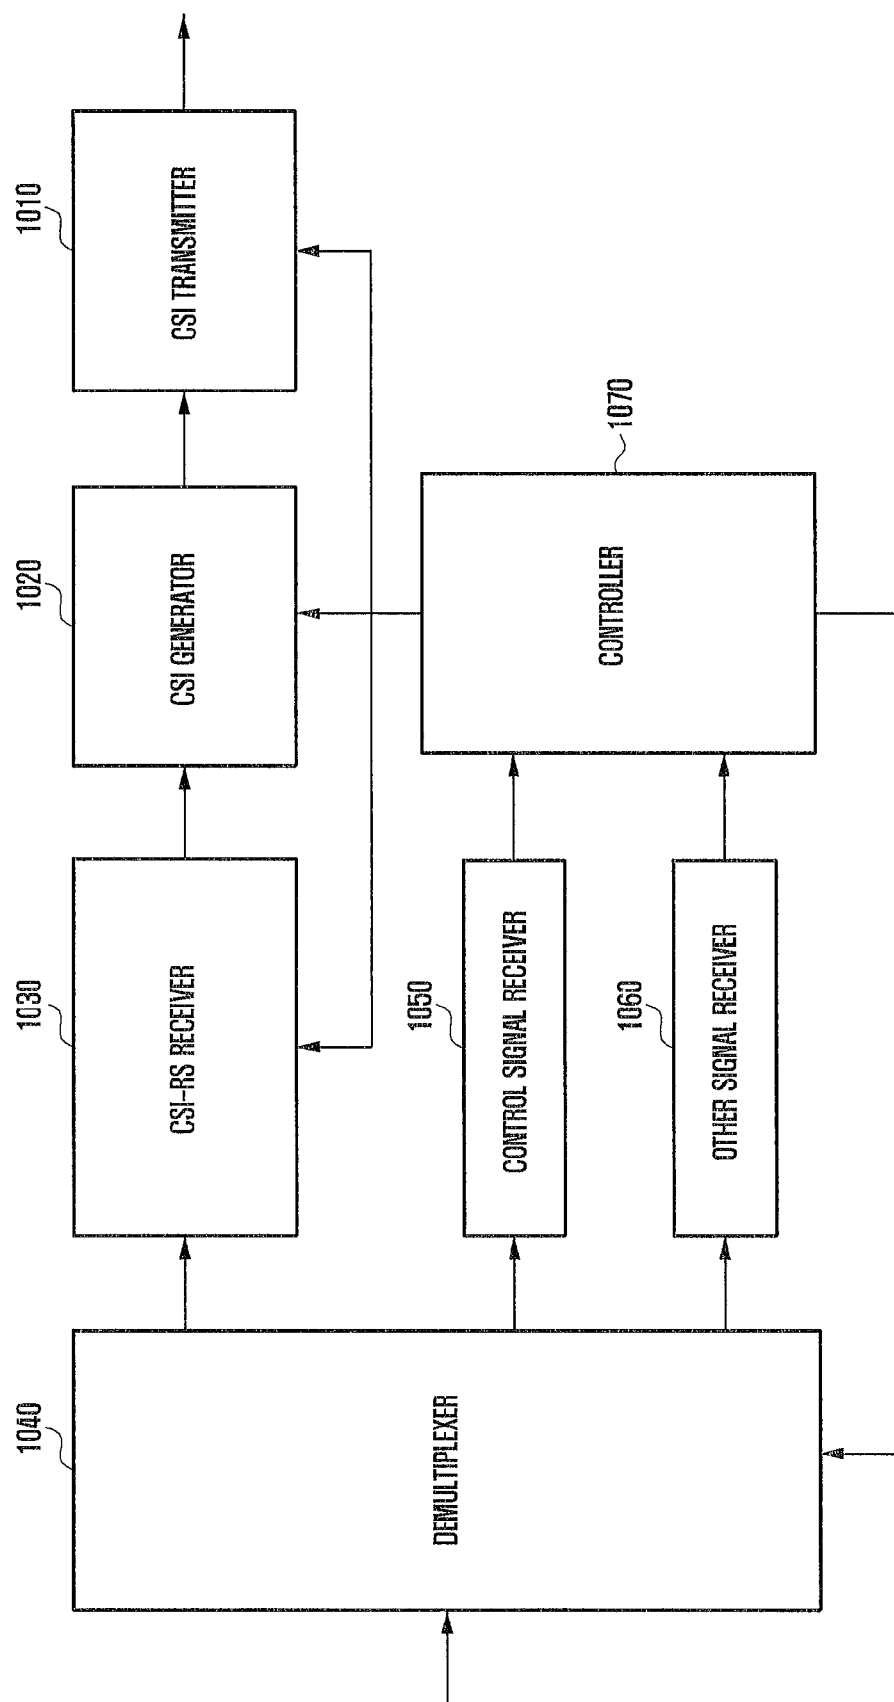 1040
DEMULTIPLEXER
1030
CSI-RS RECEIVER
1050
CONTROL SIGNAL RECEIVER
1060
OTHER SIGNAL RECEIVER
1020
CSI GENERATOR
1070
CONTROLLER
1010
CSI TRANSMITTER